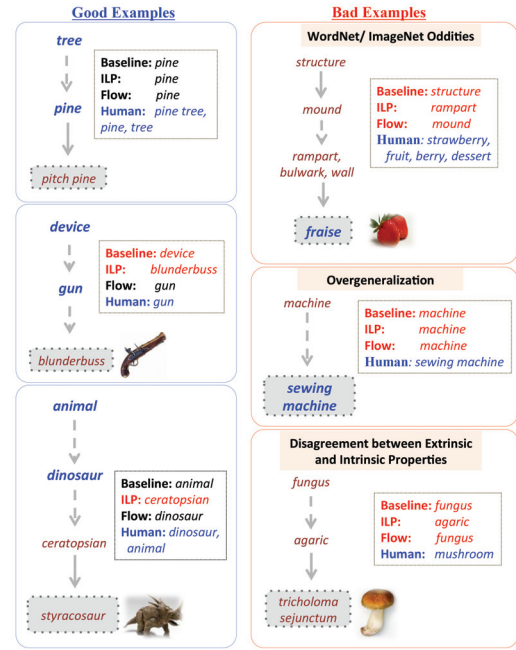 Good Examples
tree
pine
pitch pine
Baseline: pine
ILP: pine
Flow: pine
Human: pine tree,
pine, tree
device
gun
blunderbuss
Baseline: device
ILP: blunderbuss
Flow: gun
Human: gun
animal
dinosaur
ceratopsian
styracosaur
Baseline: animal
ILP: ceratopsian
Flow: dinosaur
Human: dinosaur,
animal
Bad Examples
WordNet/ ImageNet Oddities
structure
mound
rampart,
bulwark, wall
fraise
Baseline: structure
ILP: rampart
Flow: mound
Human: strawberry,
fruit, berry, dessert
Overgeneralization
machine
sewing
machine
Baseline: machine
ILP: machine
Flow: machine
Human: sewing machine
Disagreement between Extrinsic
and Intrinsic Properties
fungus
agaric
tricholoma
sejunctum
Baseline: fungus
ILP: agaric
Flow: fungus
Human: mushroom